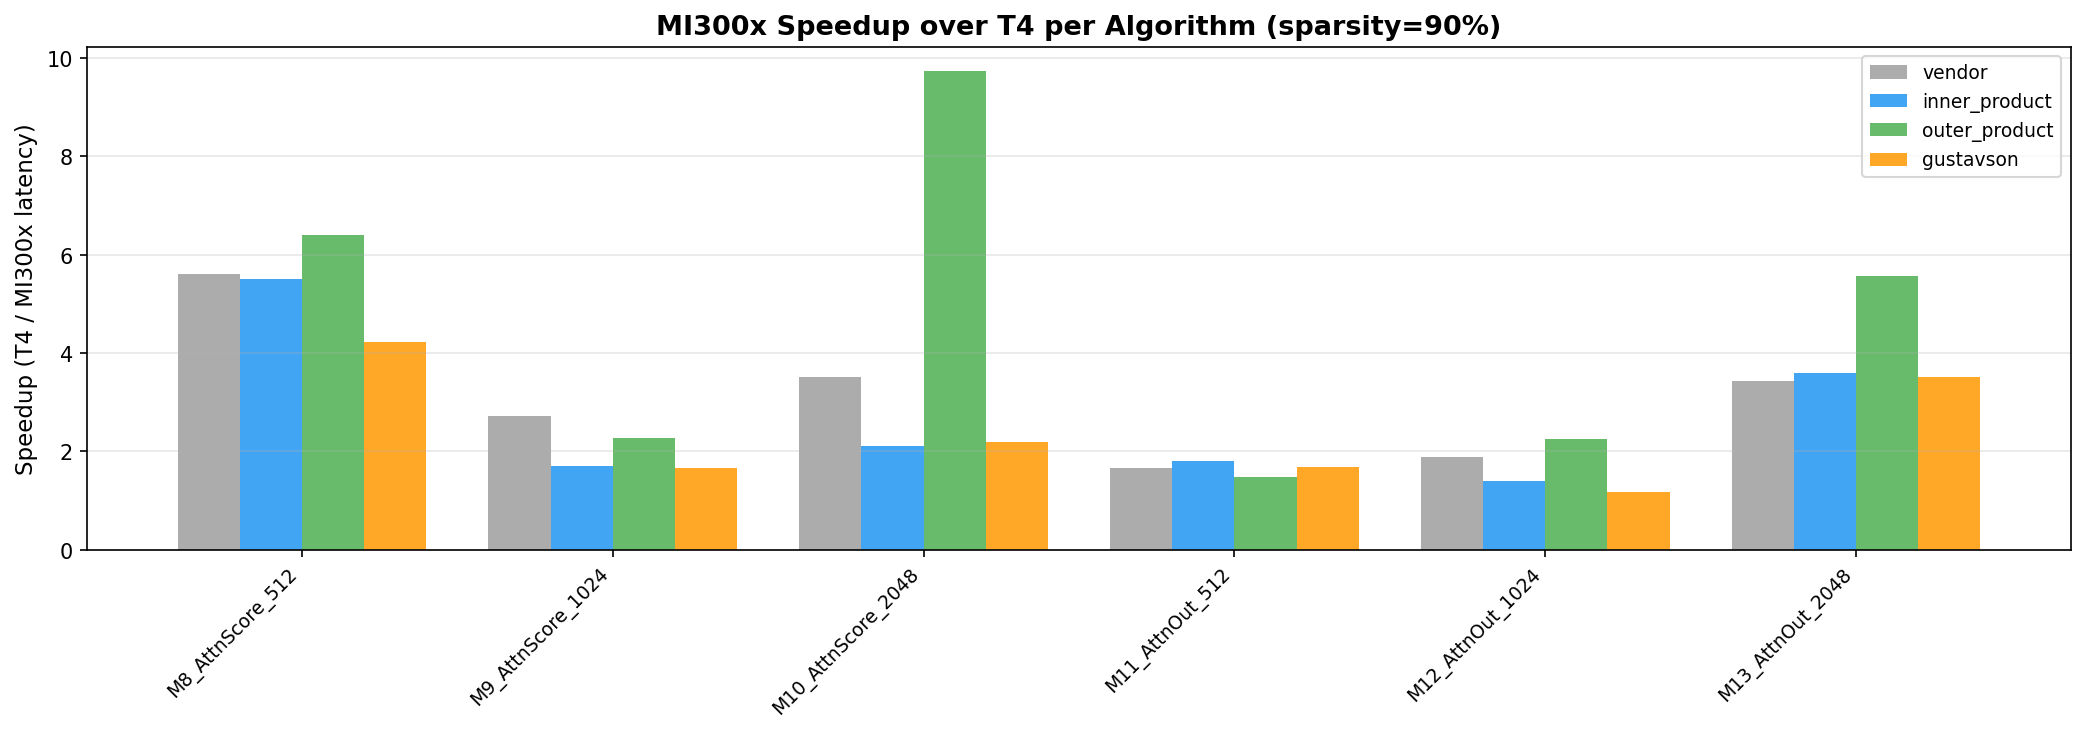 MI300x Speedup over T4 per Algorithm (sparsity=90%)
Speedup (T4 / MI300x latency)
10
8
6
4
2
0
vendor
inner_product
outer_product
gustavson
M8_AttnScore_512
M9_AttnScore_1024
M10_AttnScore_2048
M11_AttnOut_512
M12_AttnOut_1024
M13_AttnOut_2048